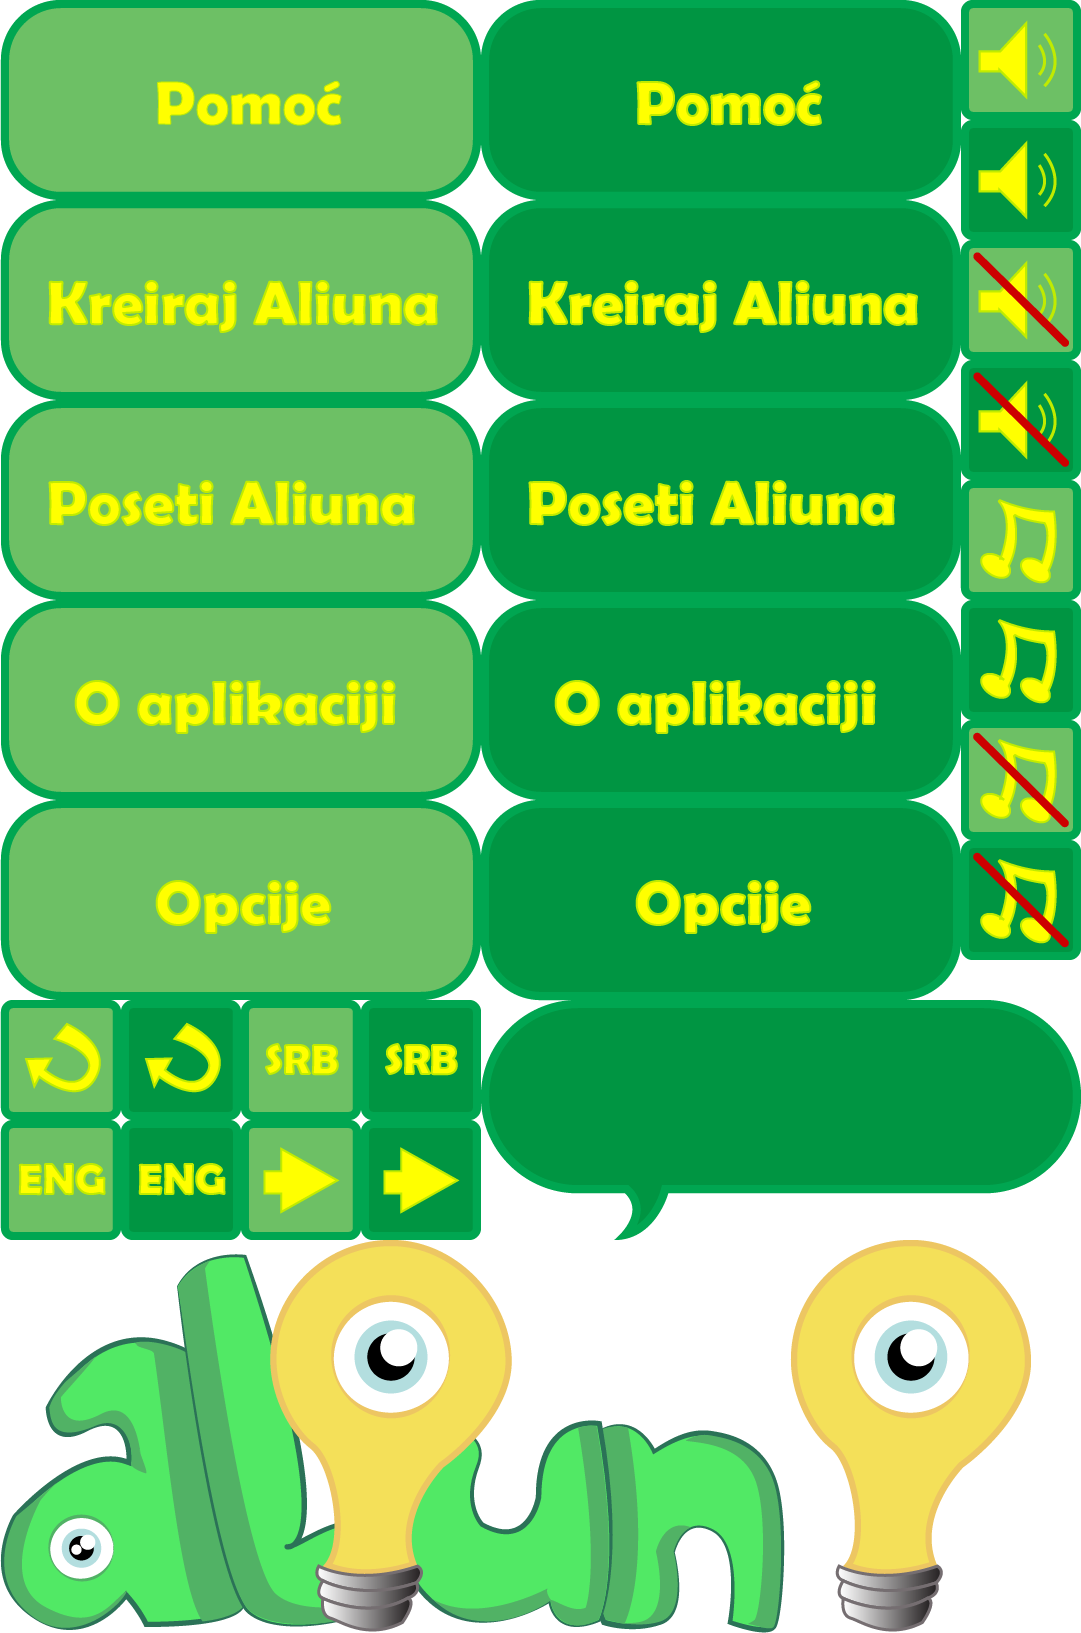 Pomoć Pomoć
Kreiraj Aliuna Kreiraj Aliuna
Poseti Aliuna Poseti Aliuna
O aplikaciji O aplikaciji
Opcije Opcije
SRB SRB
ENG ENG
aliun